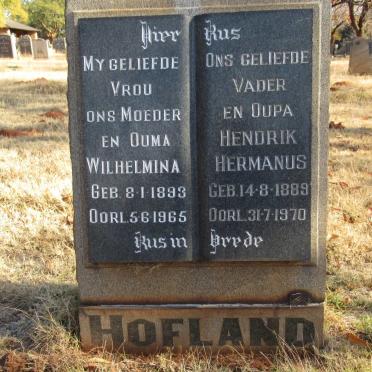 Hier Rus
My geliefde
Vrou
ons Moeder
en Ouma
Wilhelmina
Geb. 8-1-1893
Oorl. 5-6-1965
Ons geliefde
Vader
en Oupa
Hendrik
Hermanus
Geb. 14-8-1889
Oorl. 31-7-1970
Rus in Vrede
Hofland